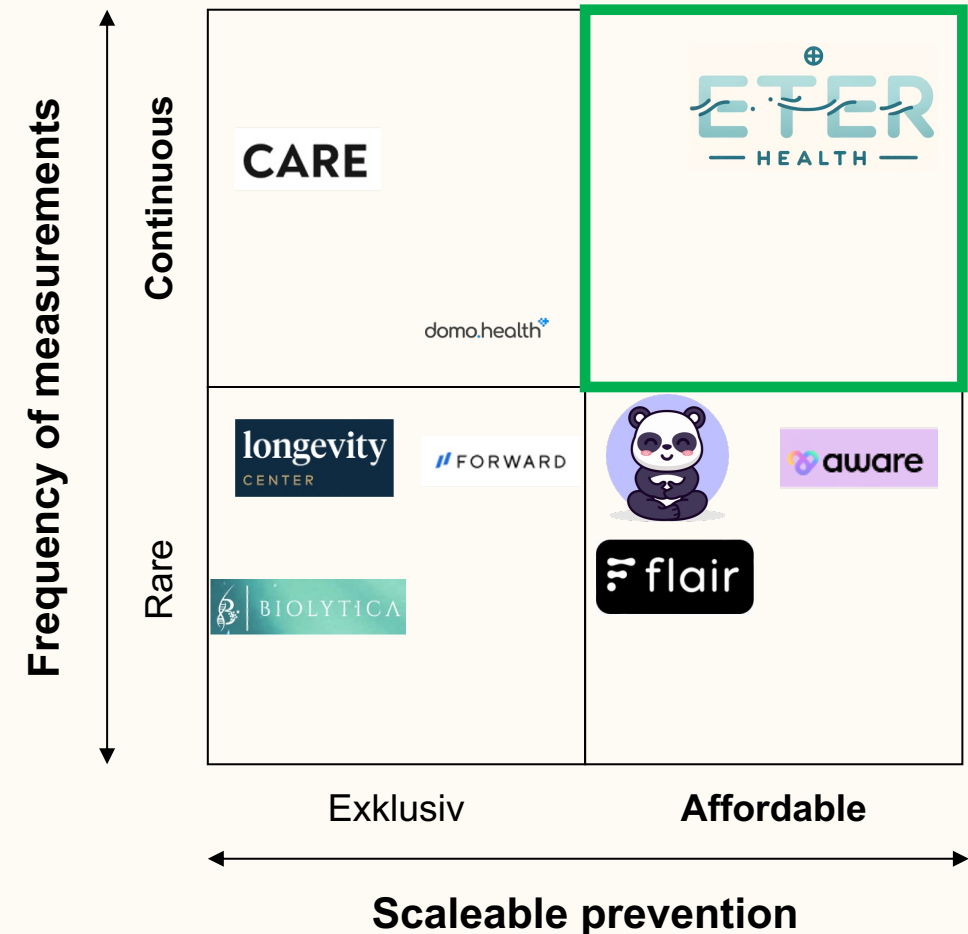 Frequency of measurements
Continuous
Rare
CARE
domo.health
ETER
HEALTH
longevity
CENTER
FORWARD
BIOLYTICA
aware
flair
Exklusiv
Affordable
Scaleable prevention